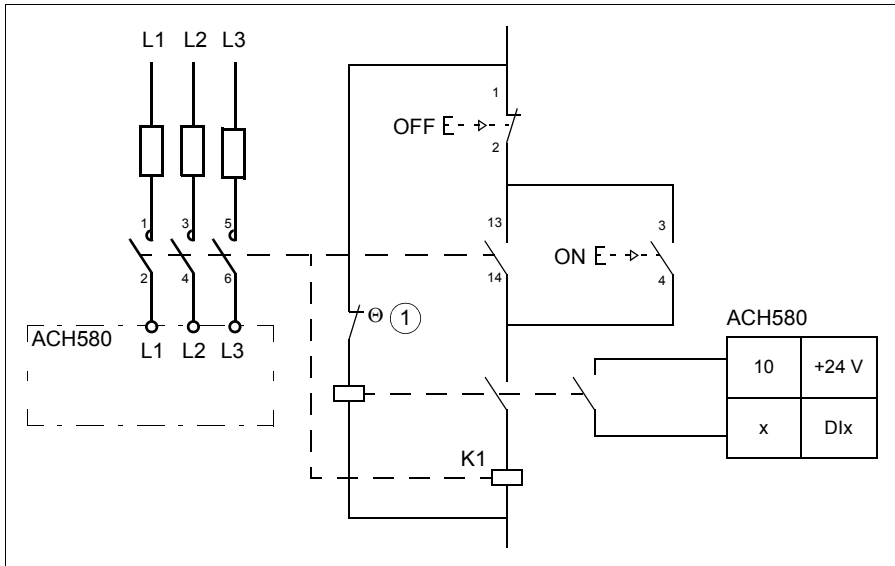 L1 L2 L3
1
OFF
2
1 3 5
13
3
ON
2 4 6
14
4
Θ 1
ACH580
L1 L2 L3
ACH580
10 +24 V
x DIx
K1